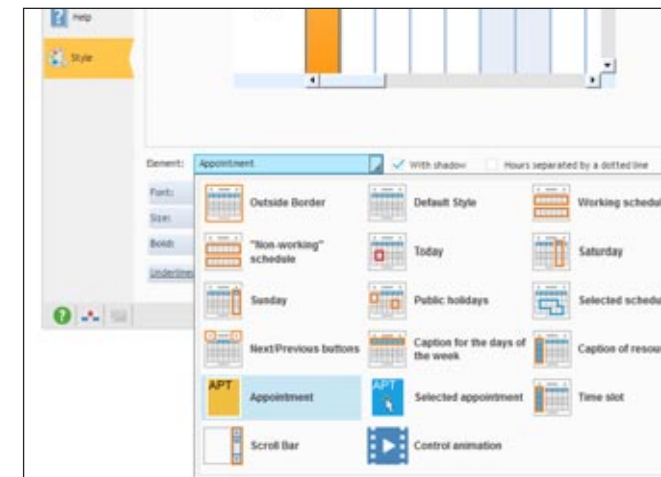 Help
Style
Element: Appointment With shadow Hours separated by a dotted line
Font:
Size:
Bold:
Underline
Outside Border Default Style Working schedul
"Non-working" schedule Today Saturday
Sunday Public holidays Selected schedu
Next/Previous buttons Caption for the days of the week Caption of resou
APT Appointment APT Selected appointment Time slot
Scroll Bar Control animation